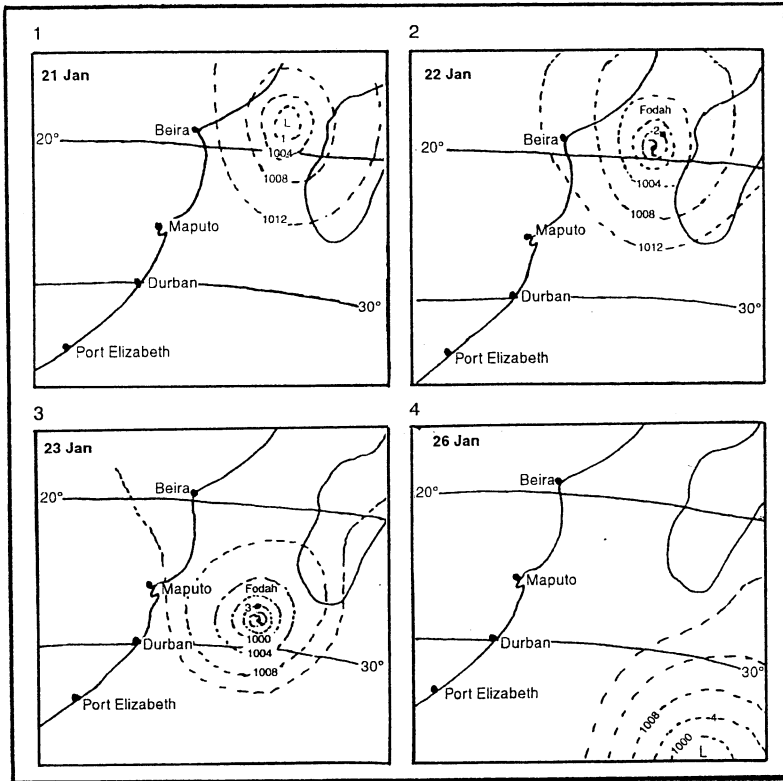 1
21 Jan
Beira
20°
L
1
1004
1008
1012
Maputo
Durban
30°
Port Elizabeth
2
22 Jan
Fodah
2
Beira
20°
1004
1008
1012
Maputo
Durban
30°
Port Elizabeth
3
23 Jan
Beira
20°
Maputo
Fodah
3
1000
1004
1008
Durban
30°
Port Elizabeth
4
26 Jan
Beira
20°
Maputo
Durban
30°
Port Elizabeth
1008
4
1000
L